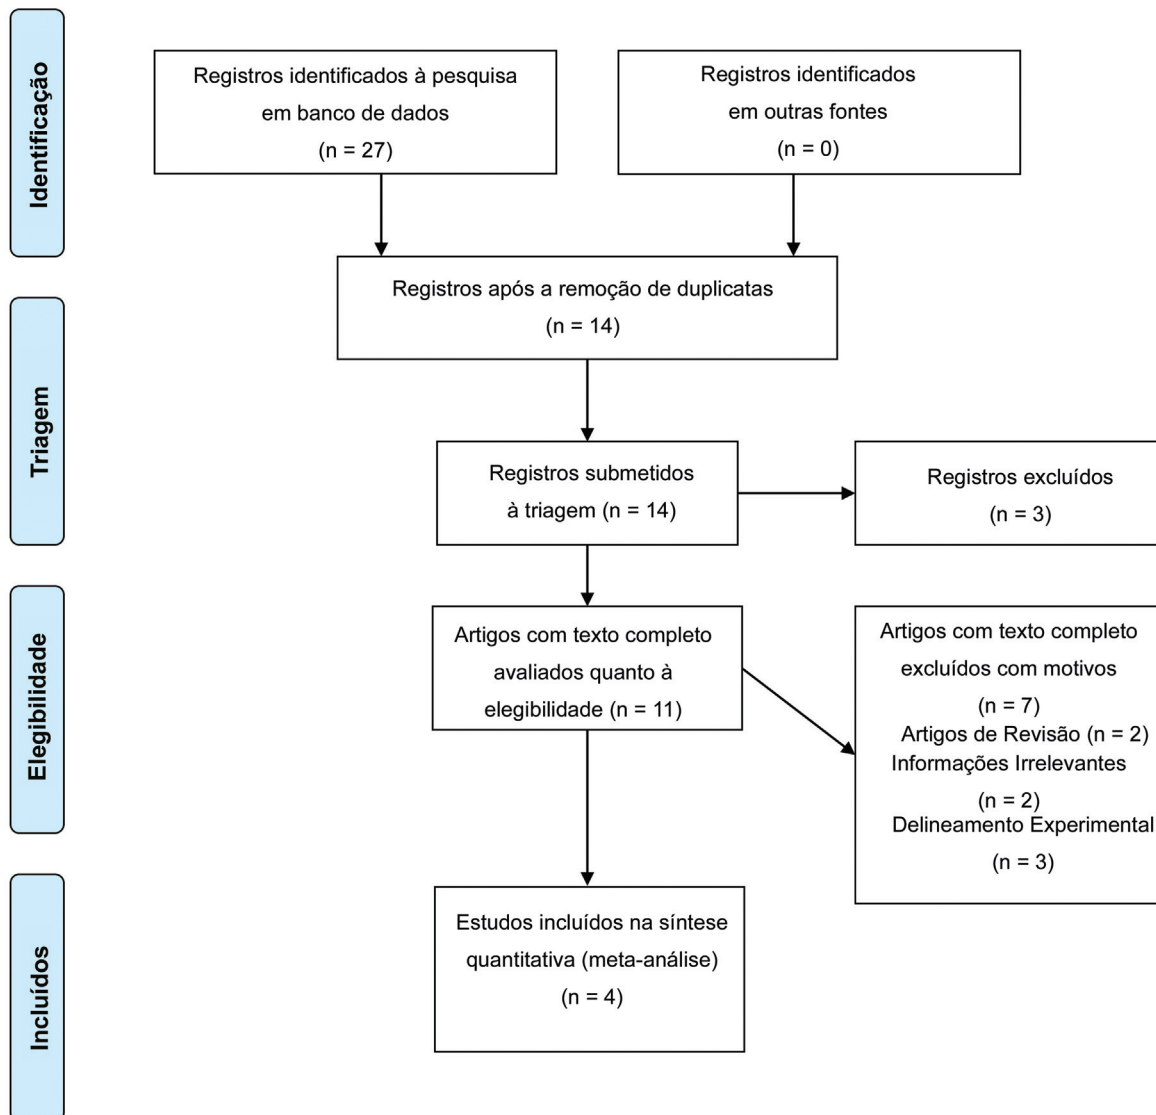 Identificação
Registros identificados à pesquisa
em banco de dados
(n = 27)
Registros identificados
em outras fontes
(n = 0)
Registros após a remoção de duplicatas
(n = 14)
Triagem
Registros submetidos
à triagem (n = 14)
Registros excluídos
(n = 3)
Elegibilidade
Artigos com texto completo
avaliados quanto à
elegibilidade (n = 11)
Artigos com texto completo
excluídos com motivos
(n = 7)
Artigos de Revisão (n = 2)
Informações Irrelevantes
(n = 2)
Delineamento Experimental
(n = 3)
Incluídos
Estudos incluídos na síntese
quantitativa (meta-análise)
(n = 4)